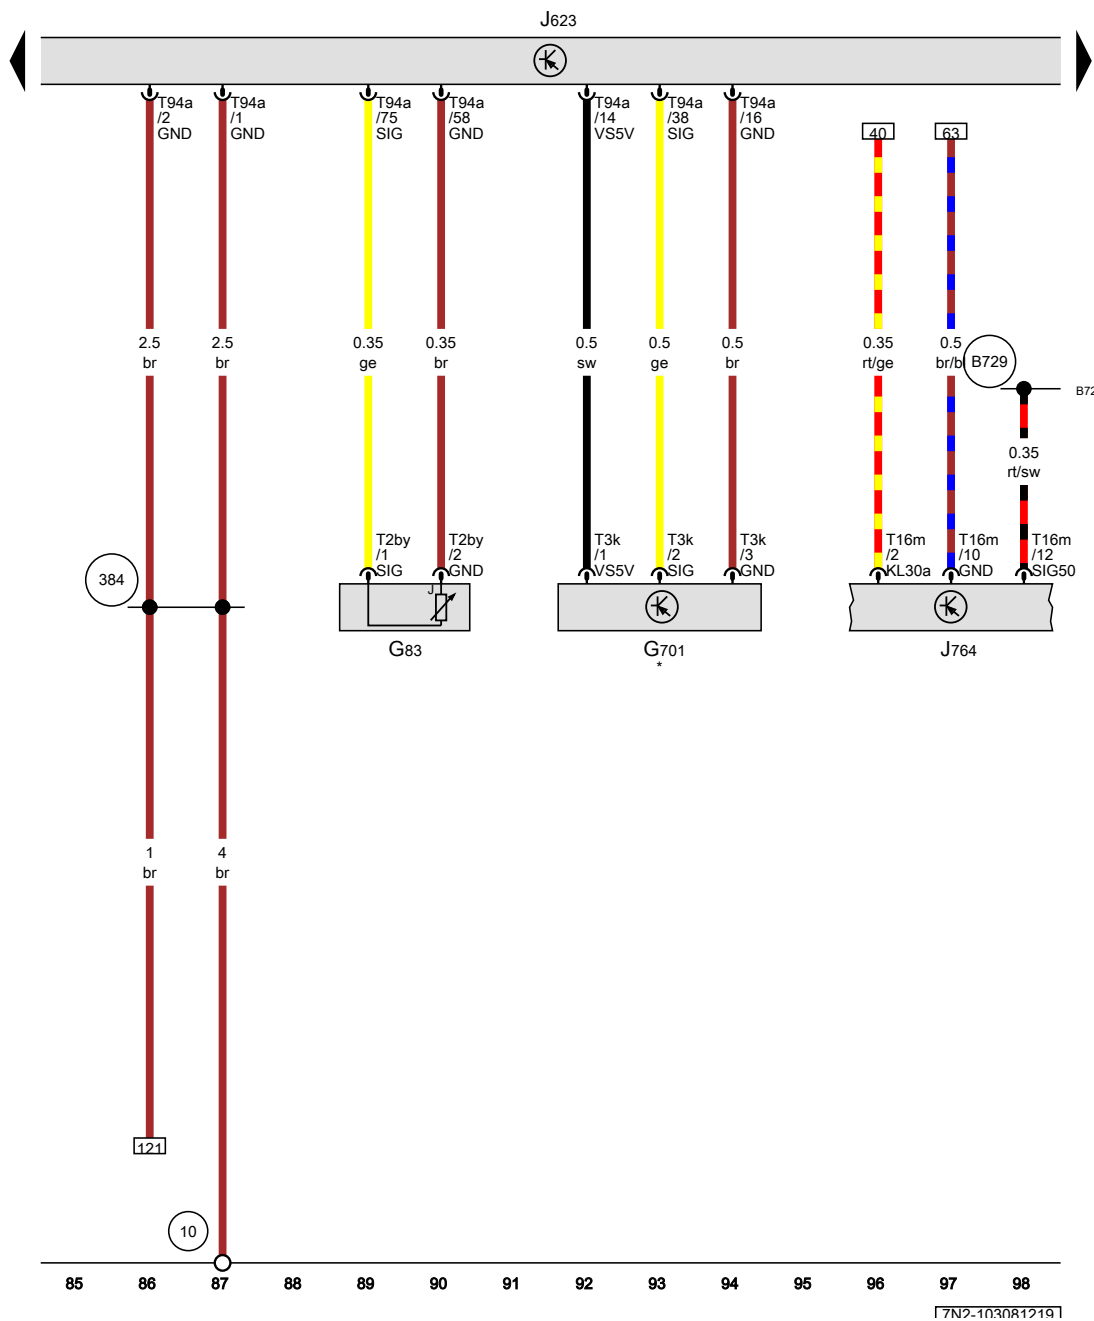 J623
T94a /2 GND
T94a /1 GND
T94a /75 SIG
T94a /58 GND
T94a /14 VS5V
T94a /38 SIG
T94a /16 GND
40
63
2.5 br
2.5 br
0.35 ge
0.35 br
0.5 sw
0.5 ge
0.5 br
0.35 rt/ge
0.5 br/bl
B729
B72
0.35 rt/sw
T2by /1 SIG
T2by /2 GND
T3k /1 VS5V
T3k /2 SIG
T3k /3 GND
T16m /2 KL30a
T16m /10 GND
T16m /12 SIG50
384
J
G83
G701
*
J764
1 br
4 br
121
10
85 86 87 88 89 90 91 92 93 94 95 96 97 98
7N2-103081219